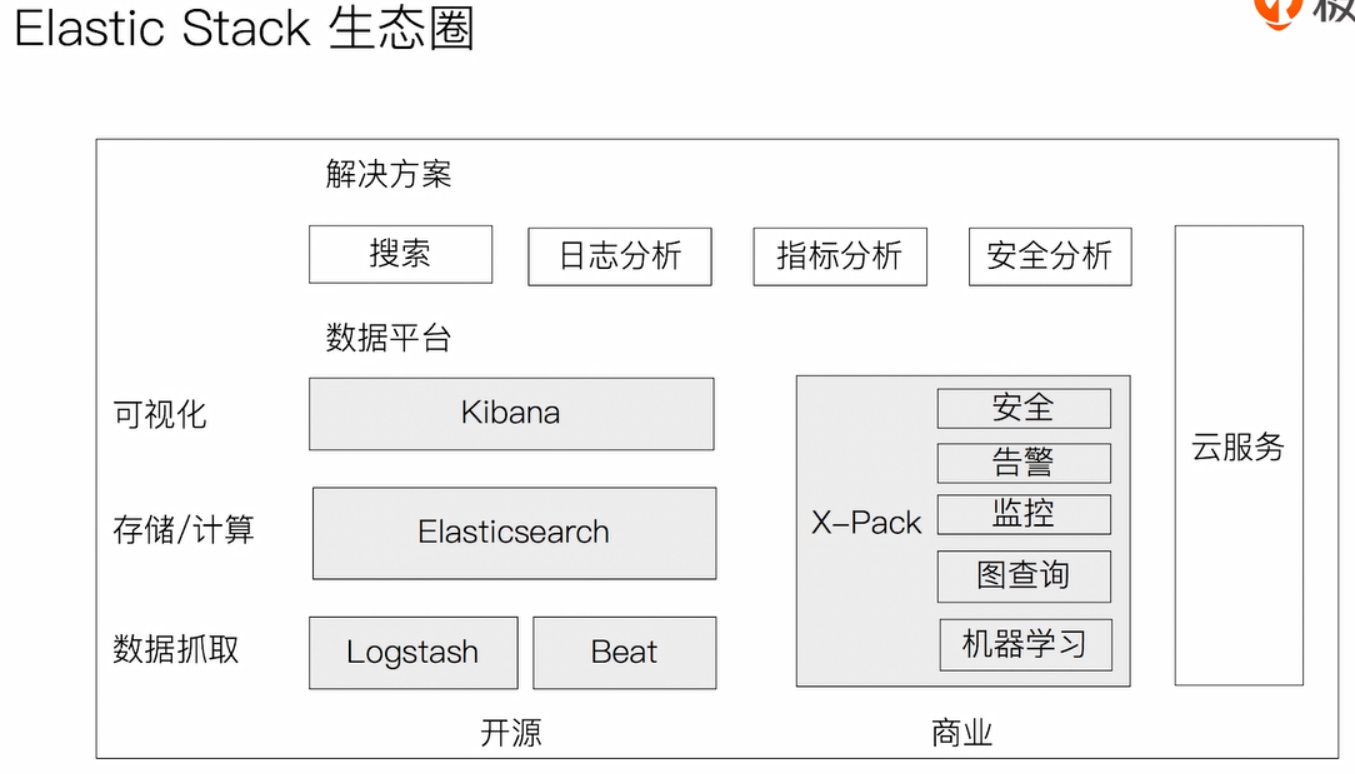 Elastic Stack 生态圈
解决方案
搜索
日志分析
指标分析
安全分析
数据平台
可视化
Kibana
存储/计算
Elasticsearch
数据抓取
Logstash
Beat
X-Pack
安全
告警
监控
图查询
机器学习
云服务
开源
商业